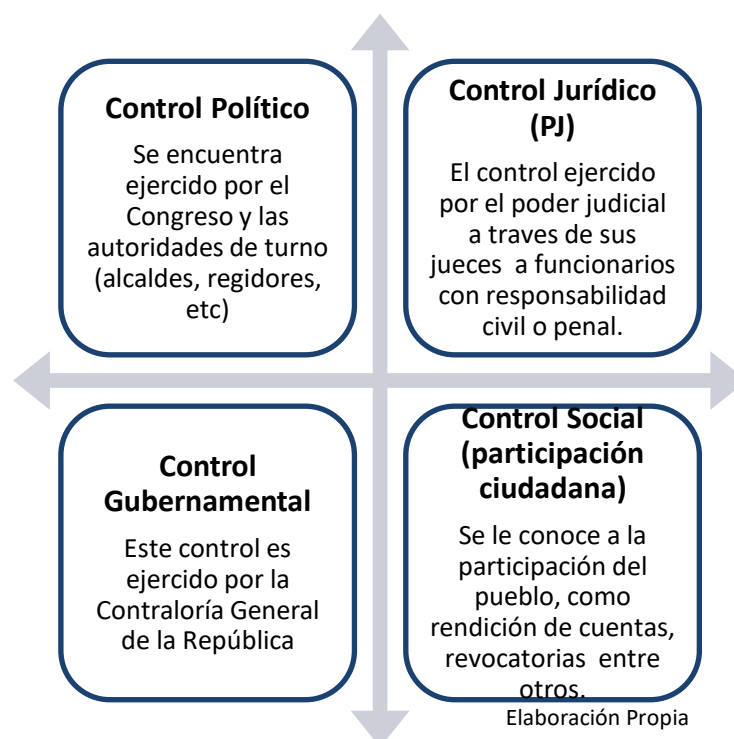 Control Político
Se encuentra
ejercido por el
Congreso y las
autoridades de turno
(alcaldes, regidores,
etc)
Control Jurídico
(PJ)
El control ejercido
por el poder judicial
a traves de sus
jueces a funcionarios
con responsabilidad
civil o penal.
Control
Gubernamental
Este control es
ejercido por la
Contraloría General
de la República
Control Social
(participación
ciudadana)
Se le conoce a la
participación del
pueblo, como
rendición de cuentas,
revocatorias entre
otros.
Elaboración Propia